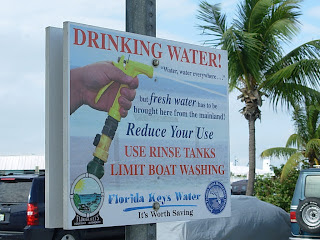 DRINKING WATER!
"Water, water everywhere...
but fresh water has to be
brought here from the mainland!
Reduce Your Use
USE RINSE TANKS
LIMIT BOAT WASHING
Florida Keys Water
It's Worth Saving